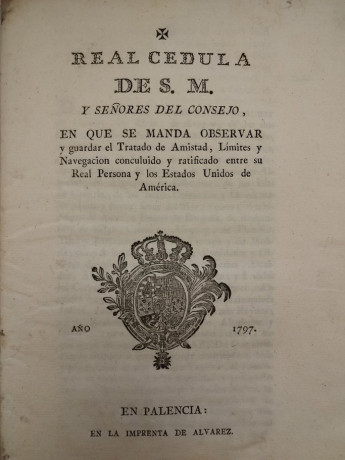 REAL CEDULA
DE S. M.
Y SEÑORES DEL CONSEJO,
EN QUE SE MANDA OBSERVAR
y guardar el Tratado de Amistad, Límites y
Navegacion concluido y ratificado entre su
Real Persona y los Estados Unidos de
América.
AÑO 1797.
EN PALENCIA:
EN LA IMPRENTA DE ALVAREZ.